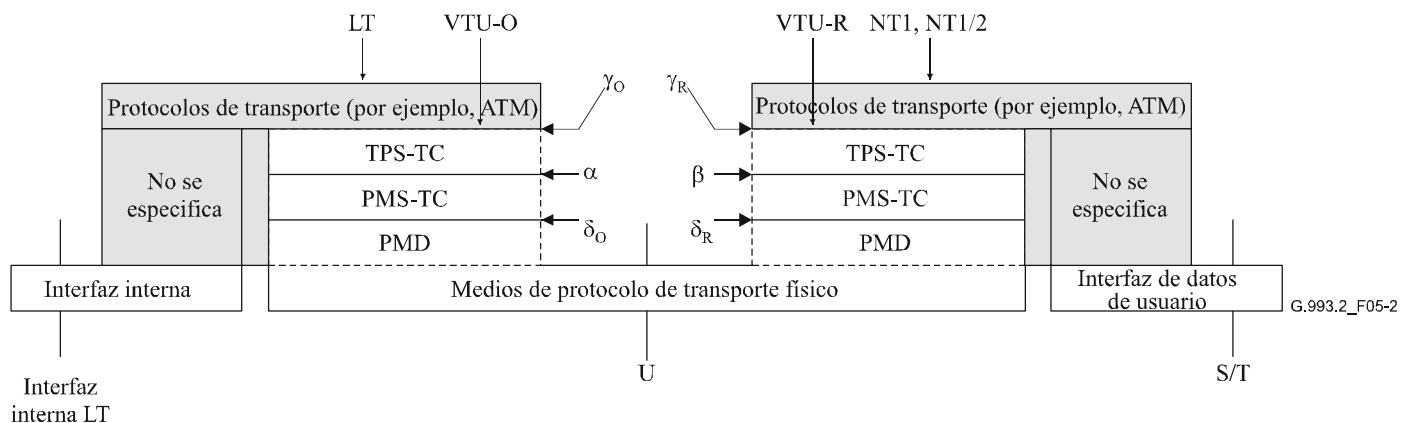 LT VTU-O VTU-R NT1, NT1/2
γO γR
Protocolos de transporte (por ejemplo, ATM) Protocolos de transporte (por ejemplo, ATM)
TPS-TC TPS-TC
α β
No se
especifica
PMS-TC PMS-TC
No se
especifica
δO δR
PMD PMD
Interfaz interna
Medios de protocolo de transporte físico
Interfaz de datos
de usuario
G.993.2_F05-2
Interfaz
interna LT
U
S/T